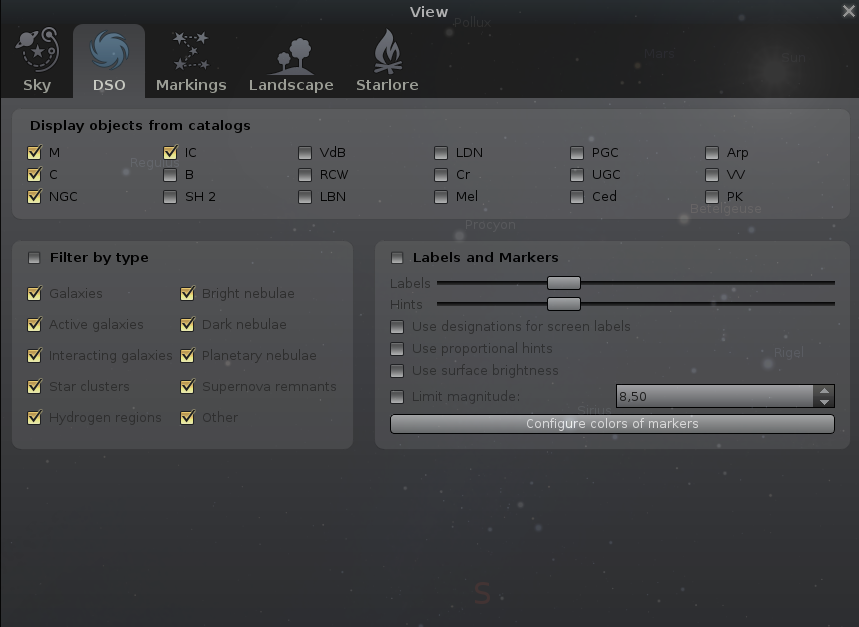 View
Pollux
Mars
Sun
Sky DSO Markings Landscape Starlore
Display objects from catalogs
M IC VdB LDN PGC Arp
Regulus
C B RCW Cr UGC VV
NGC SH 2 LBN Mel Ced PK
Betelgeuse
Procyon
Filter by type
Galaxies Bright nebulae
Active galaxies Dark nebulae
Interacting galaxies Planetary nebulae
Star clusters Supernova remnants
Hydrogen regions Other
Labels and Markers
Labels
Hints
Use designations for screen labels
Use proportional hints
Rigel
Use surface brightness
Limit magnitude: 8,50
Sirius
Configure colors of markers
S